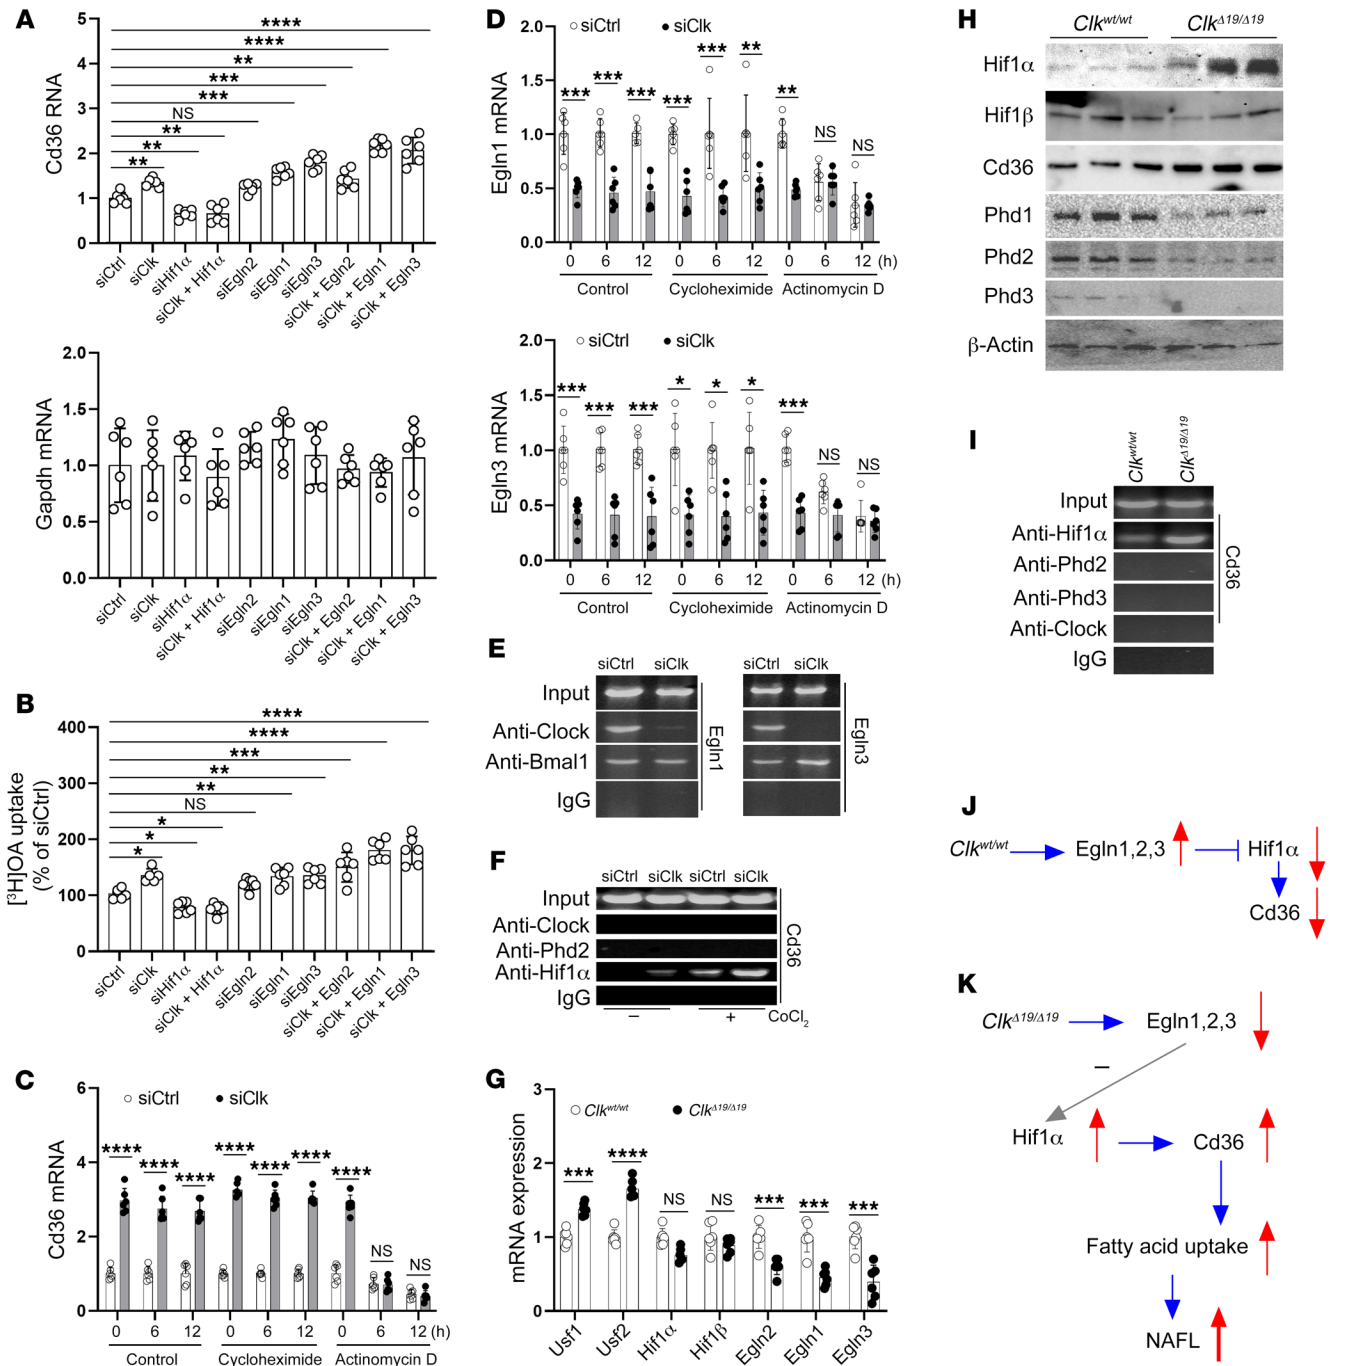 A
Cd36 RNA
5
4
3
2
1
0
****
****
**
***
***
NS
**
**
**
siCtrl
siClk
siHif1α
siClk + Hif1α
siEgln2
siEgln1
siEgln3
siClk + Egln2
siClk + Egln1
siClk + Egln3
Gapdh mRNA
2.0
1.5
1.0
0.5
0.0
siCtrl
siClk
siHif1α
siClk + Hif1α
siEgln2
siEgln1
siEgln3
siClk + Egln2
siClk + Egln1
siClk + Egln3
B
[³H]OA uptake
(% of siCtrl)
400
300
200
100
0
****
****
***
**
**
NS
*
*
*
siCtrl
siClk
siHif1α
siClk + Hif1α
siEgln2
siEgln1
siEgln3
siClk + Egln2
siClk + Egln1
siClk + Egln3
C
Cd36 mRNA
6
4
2
0
siCtrl siClk
**** **** **** **** **** **** **** NS NS
0 6 12 0 6 12 0 6 12 (h)
Control Cycloheximide Actinomycin D
D
Egln1 mRNA
2.0
1.5
1.0
0.5
0.0
siCtrl siClk
*** *** *** *** *** ** ** NS NS
0 6 12 0 6 12 0 6 12 (h)
Control Cycloheximide Actinomycin D
Egln3 mRNA
2.0
1.5
1.0
0.5
0.0
siCtrl siClk
*** *** *** * * * *** NS NS
0 6 12 0 6 12 0 6 12 (h)
Control Cycloheximide Actinomycin D
E
siCtrl siClk siCtrl siClk
Input
Anti-Clock
Anti-Bmal1
IgG
Egln1
Egln3
F
siCtrl siClk siCtrl siClk
Input
Anti-Clock
Anti-Phd2
Anti-Hif1α
IgG
Cd36
– + CoCl₂
G
mRNA expression
3
2
1
0
Clkʷᵗ/ʷᵗ Clk^Δ19/Δ19
*** **** NS NS *** *** ***
Usf1
Usf2
Hif1α
Hif1β
Egln2
Egln1
Egln3
H
Clkʷᵗ/ʷᵗ Clk^Δ19/Δ19
Hif1α
Hif1β
Cd36
Phd1
Phd2
Phd3
β-Actin
I
Clkʷᵗ/ʷᵗ
Clk^Δ19/Δ19
Input
Anti-Hif1α
Anti-Phd2
Anti-Phd3
Anti-Clock
IgG
Cd36
J
Clkʷᵗ/ʷᵗ Egln1,2,3 Hif1α
Cd36
K
Clk^Δ19/Δ19 Egln1,2,3
–
Hif1α Cd36
Fatty acid uptake
NAFL